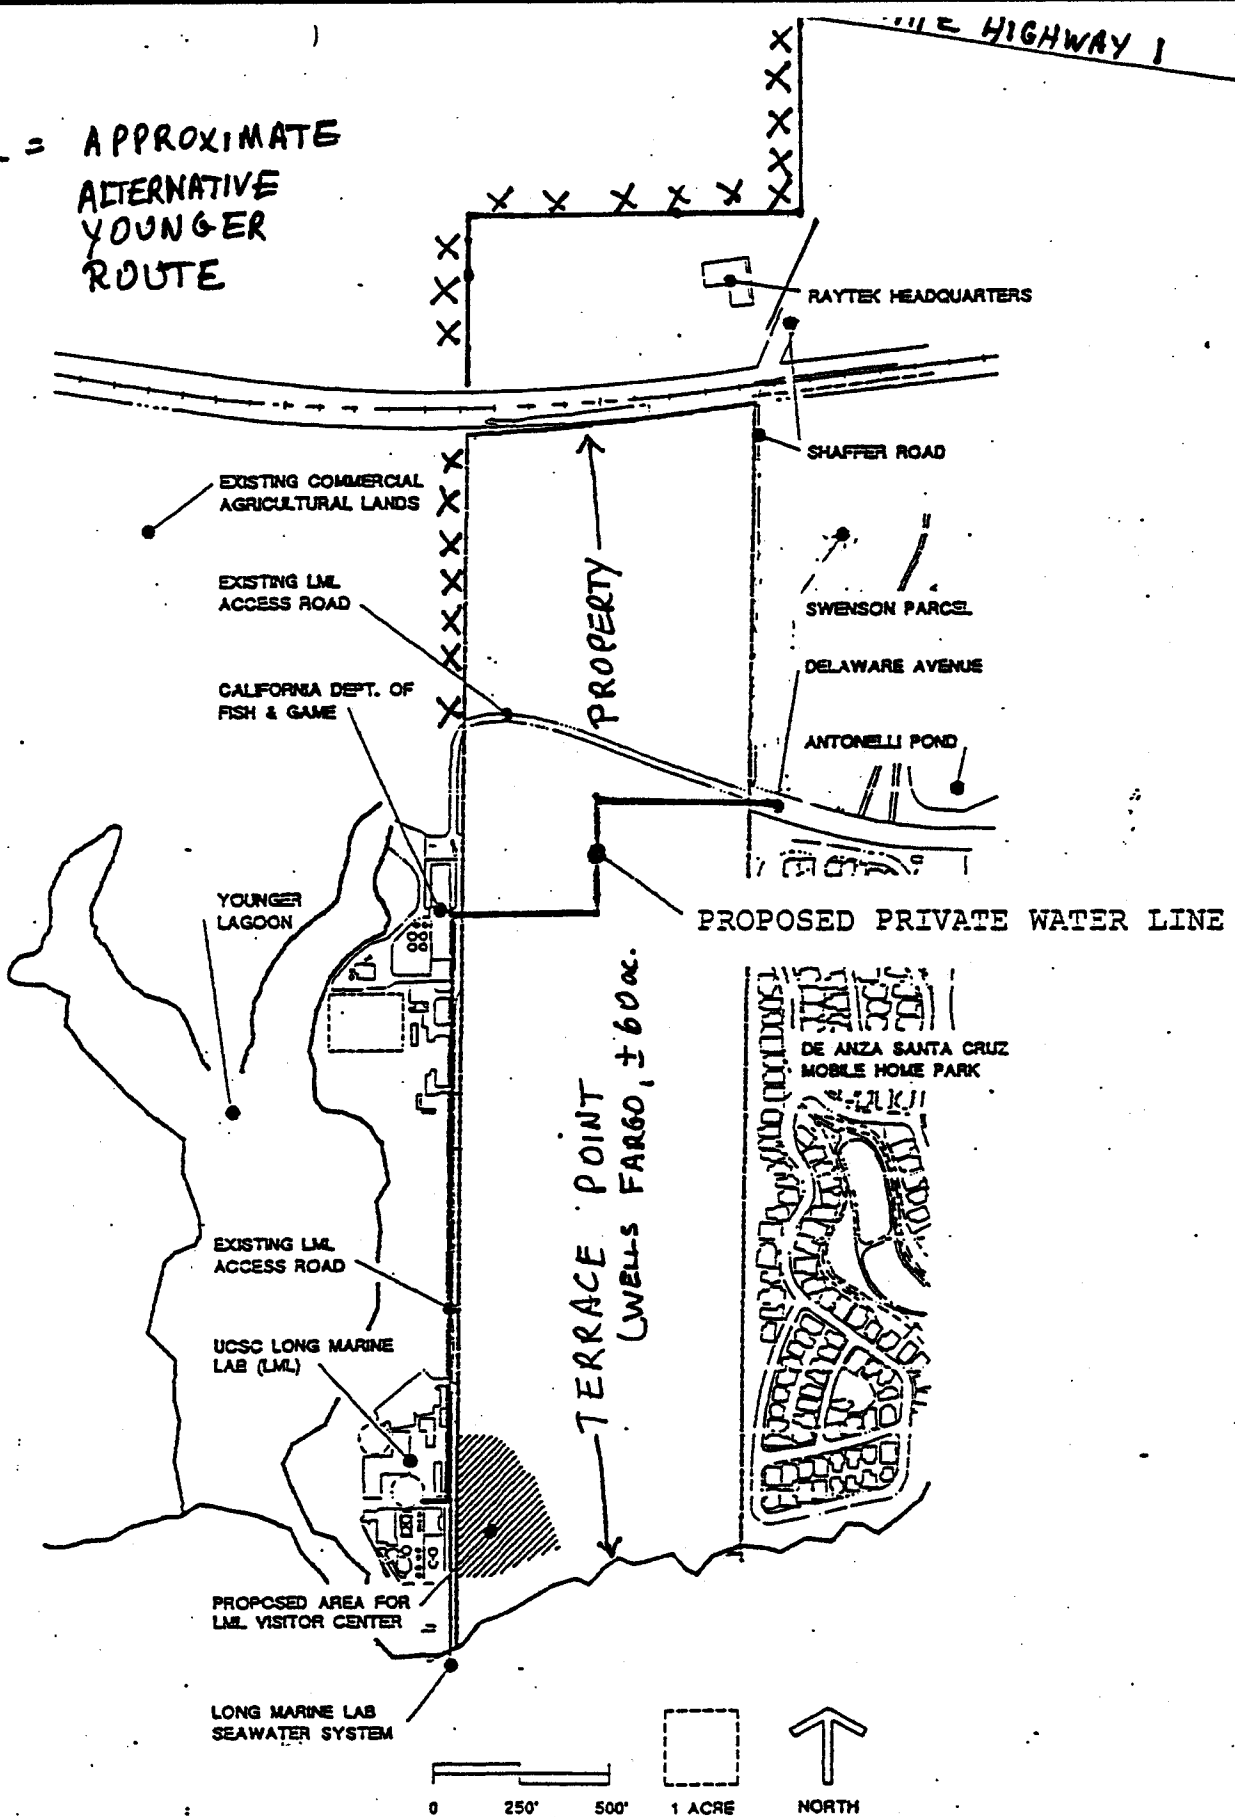 HIGHWAY 1
= APPROXIMATE
ALTERNATIVE
YOUNGER
ROUTE
RAYTEK HEADQUARTERS
SHAFFER ROAD
EXISTING COMMERCIAL
AGRICULTURAL LANDS
EXISTING LML
ACCESS ROAD
PROPERTY
SWENSON PARCEL
DELAWARE AVENUE
CALIFORNIA DEPT. OF
FISH & GAME
ANTONELLI POND
YOUNGER
LAGOON
PROPOSED PRIVATE WATER LINE
DE ANZA SANTA CRUZ
MOBILE HOME PARK
TERRACE POINT
(WELLS FARGO, ± 60 ac.
EXISTING LML
ACCESS ROAD
UCSC LONG MARINE
LAB (LML)
PROPOSED AREA FOR
LML VISITOR CENTER
LONG MARINE LAB
SEAWATER SYSTEM
0 250' 500'
1 ACRE
NORTH